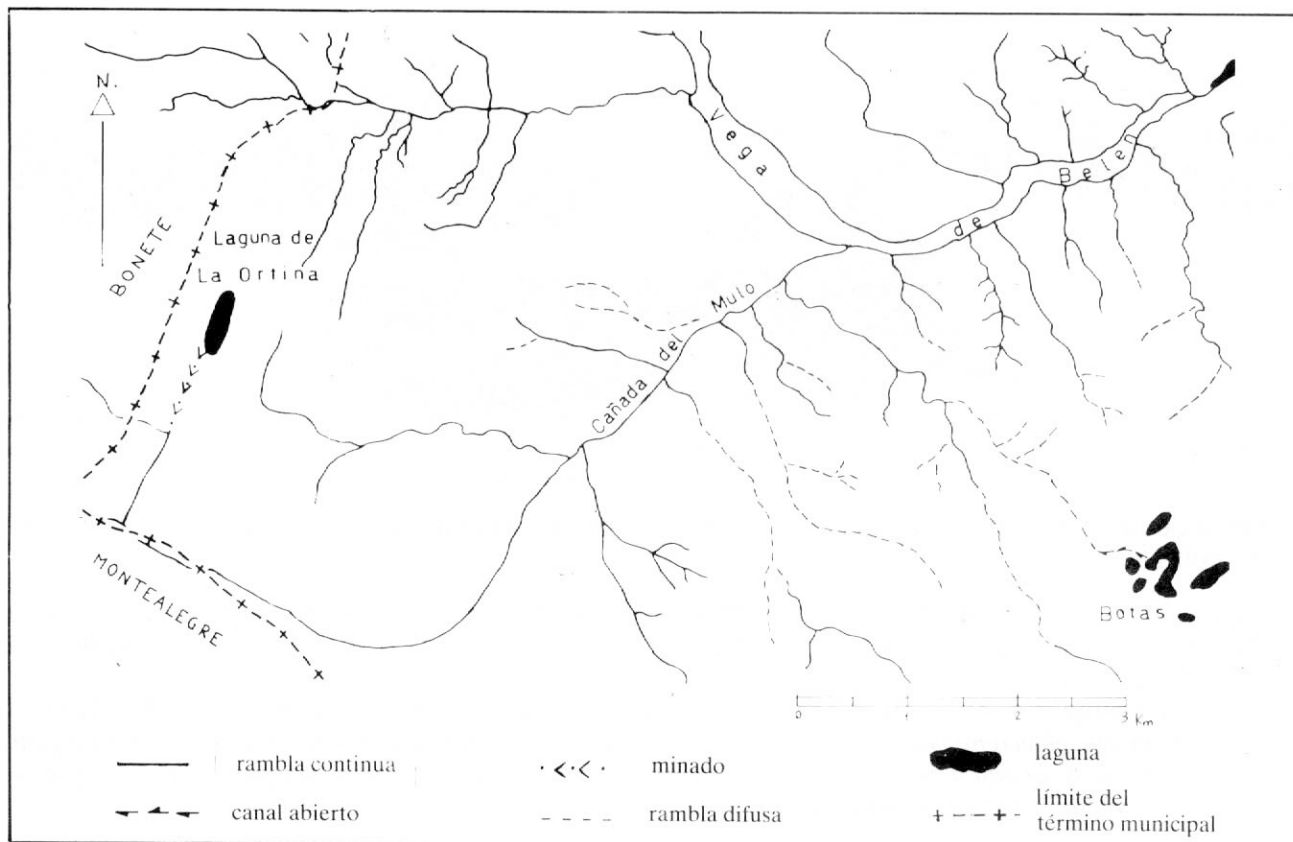 N.
Vega
de
Belen
BONETE
Laguna de
La Ortina
Cañada del Mulo
MONTEALEGRE
Botas
0 1 2 3 Km
rambla continua
minado
laguna
canal abierto
rambla difusa
límite del
término municipal